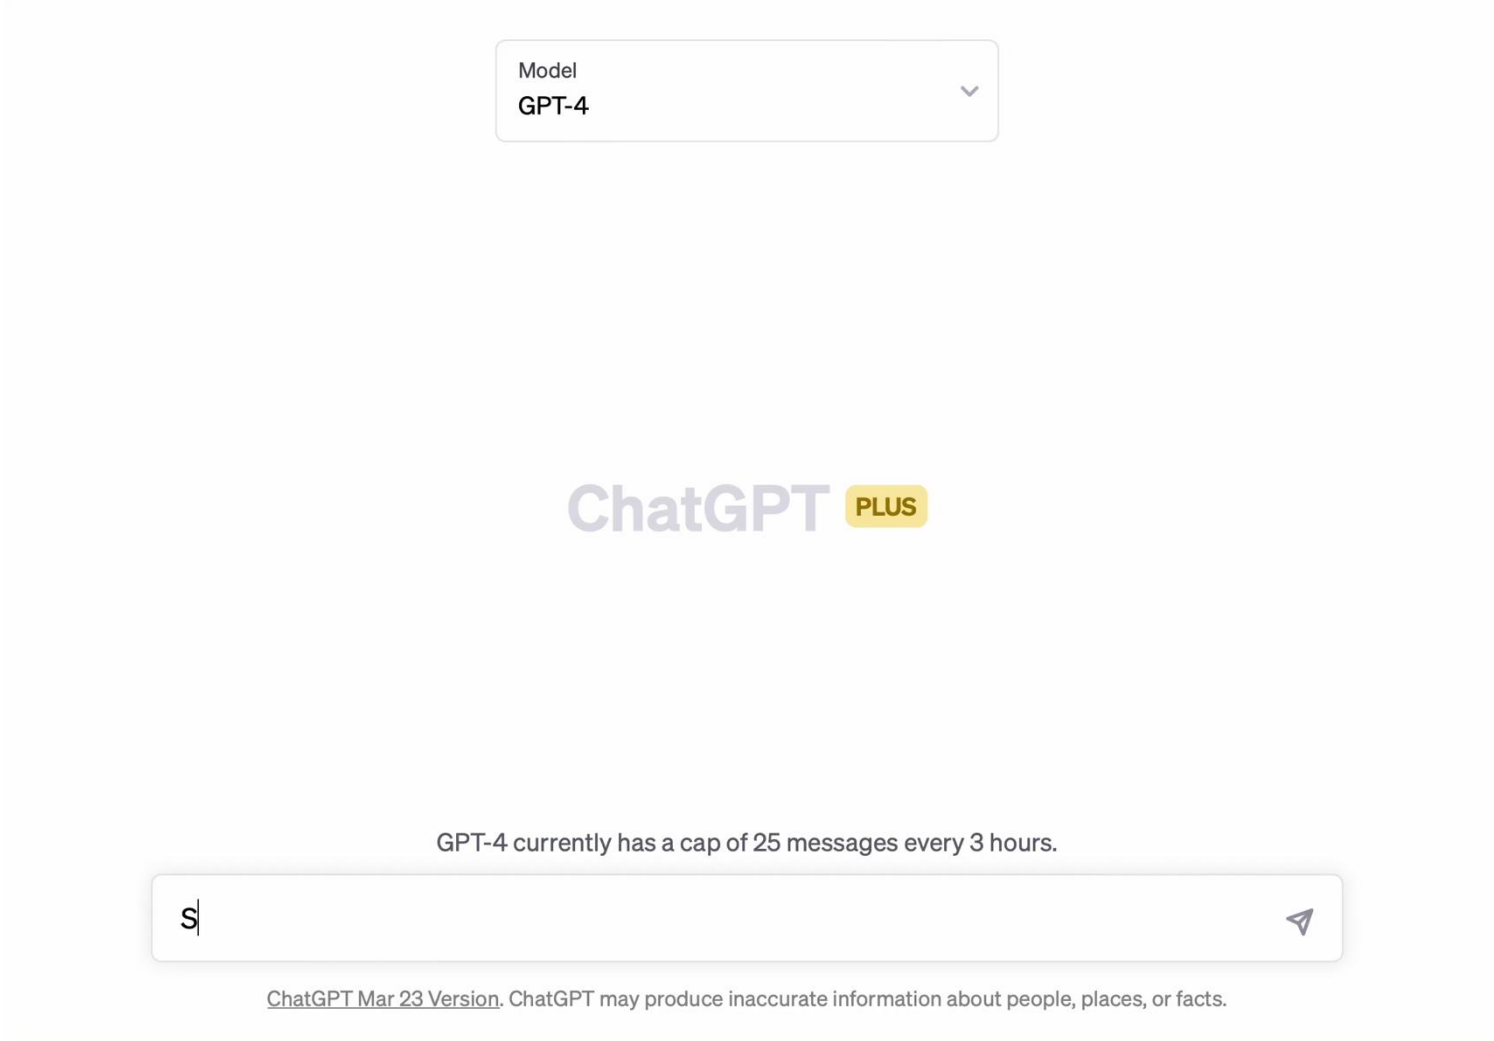 Model
GPT-4
ChatGPT PLUS
GPT-4 currently has a cap of 25 messages every 3 hours.
S
ChatGPT Mar 23 Version. ChatGPT may produce inaccurate information about people, places, or facts.